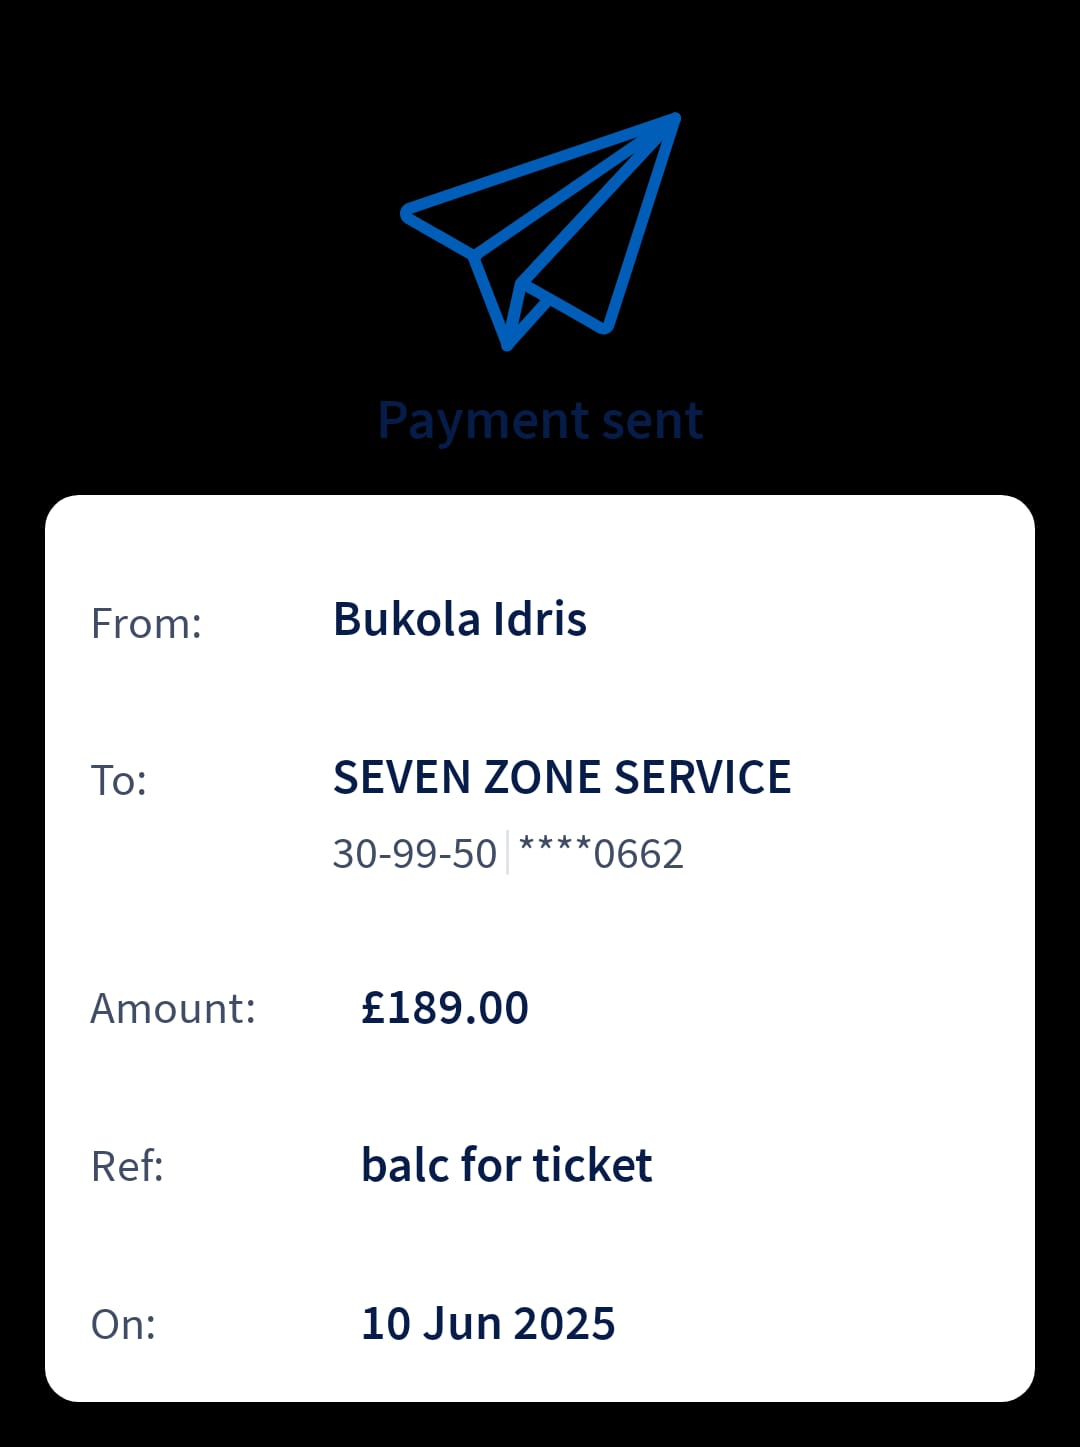 Payment sent
From: Bukola Idris
To: SEVEN ZONE SERVICE
30-99-50 | ****0662
Amount: £189.00
Ref: balc for ticket
On: 10 Jun 2025